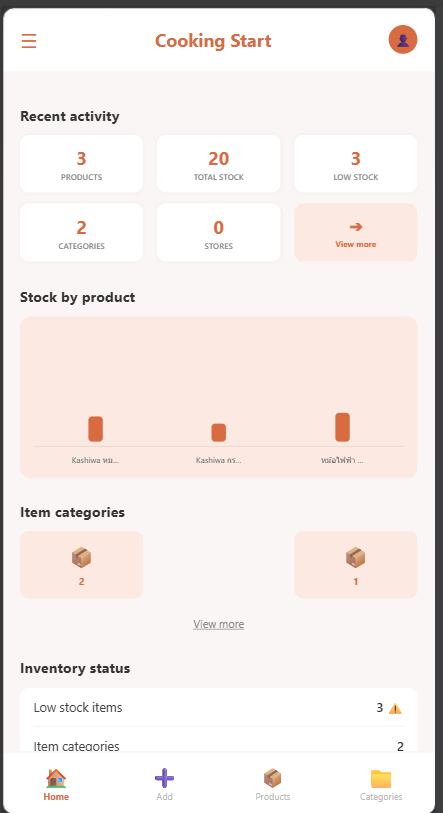 Cooking Start
Recent activity
3
PRODUCTS
20
TOTAL STOCK
3
LOW STOCK
2
CATEGORIES
0
STORES
View more
Stock by product
Kashiwa หม...
Kashiwa กร...
หม้อไฟฟ้า ...
Item categories
2
1
View more
Inventory status
Low stock items 3
Item categories 2
Home
Add
Products
Categories